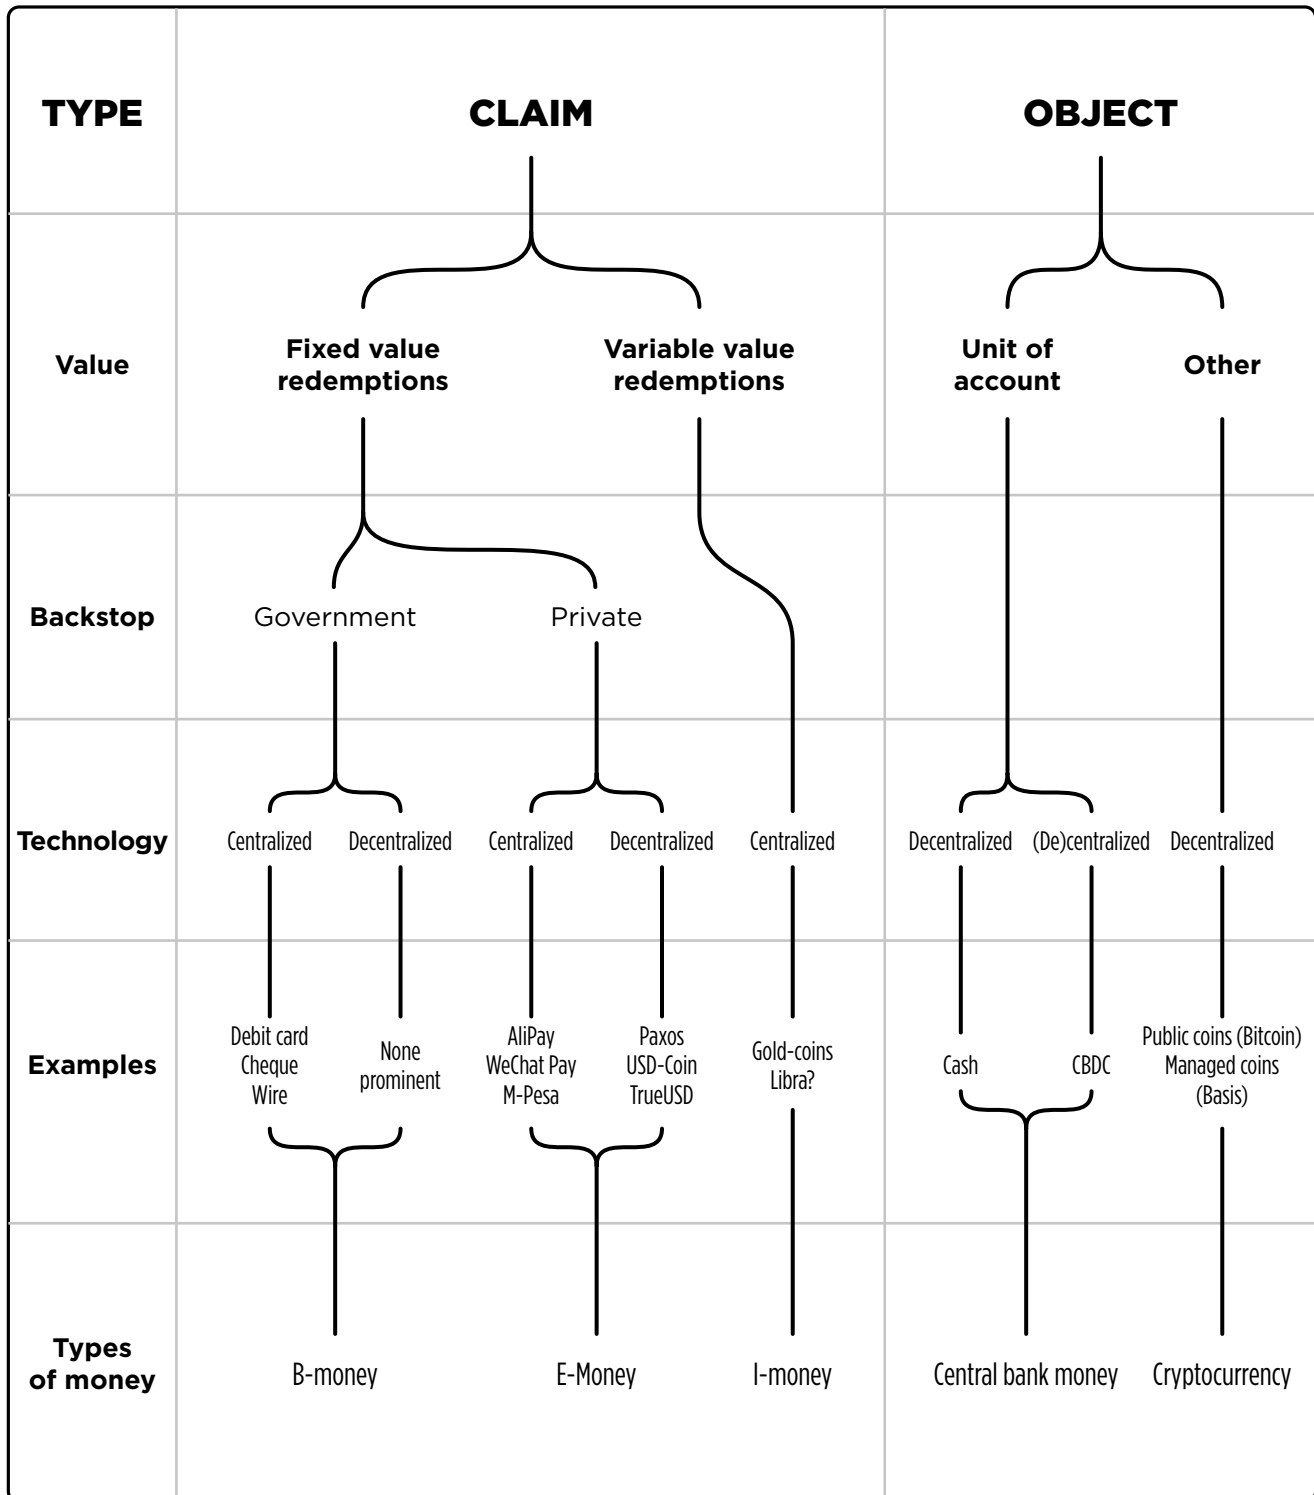 TYPE
CLAIM
OBJECT
Value
Fixed value
redemptions
Variable value
redemptions
Unit of
account
Other
Backstop
Government
Private
Technology
Centralized
Decentralized
Centralized
Decentralized
Centralized
Decentralized
(De)centralized
Decentralized
Examples
Debit card
Cheque
Wire
None
prominent
AliPay
WeChat Pay
M-Pesa
Paxos
USD-Coin
TrueUSD
Gold-coins
Libra?
Cash
CBDC
Public coins (Bitcoin)
Managed coins
(Basis)
Types
of money
B-money
E-Money
I-money
Central bank money
Cryptocurrency